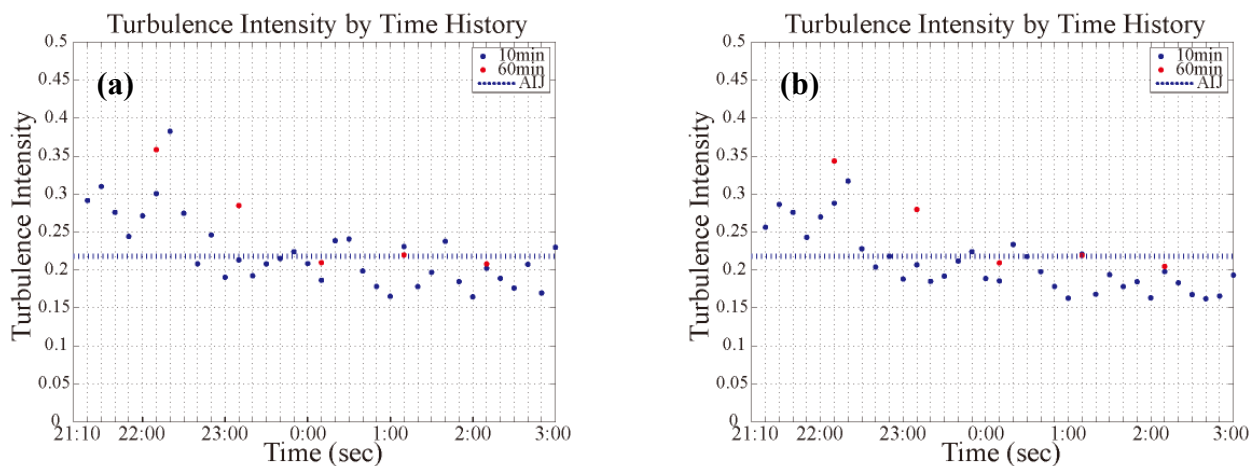 Turbulence Intensity by Time History
0.5
0.45
0.4
0.35
0.3
0.25
0.2
0.15
0.1
0.05
0
Turbulence Intensity
(a)
10min
60min
AIJ
21:10 22:00 23:00 0:00 1:00 2:00 3:00
Time (sec)
Turbulence Intensity by Time History
0.5
0.45
0.4
0.35
0.3
0.25
0.2
0.15
0.1
0.05
0
Turbulence Intensity
(b)
10min
60min
AIJ
21:10 22:00 23:00 0:00 1:00 2:00 3:00
Time (sec)